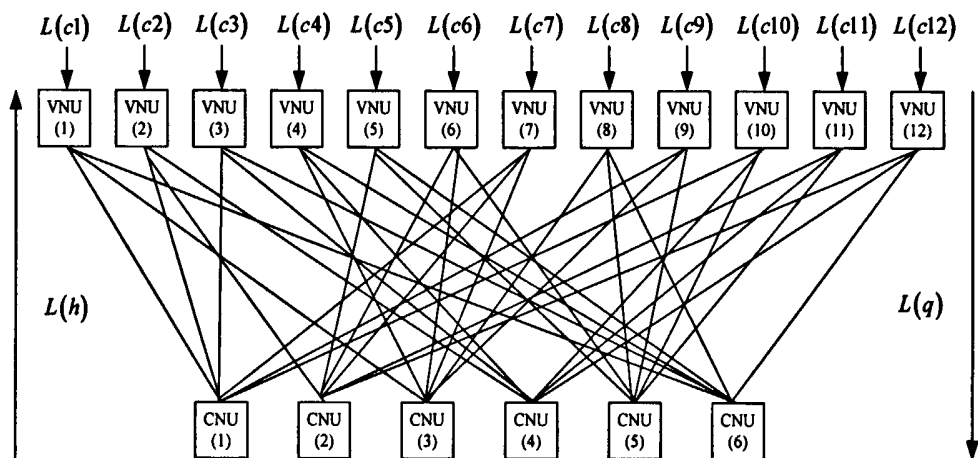 L(c1) L(c2) L(c3) L(c4) L(c5) L(c6) L(c7) L(c8) L(c9) L(c10) L(c11) L(c12)
VNU VNU VNU VNU VNU VNU VNU VNU VNU VNU VNU VNU
(1) (2) (3) (4) (5) (6) (7) (8) (9) (10) (11) (12)
L(h) L(q)
CNU CNU CNU CNU CNU CNU
(1) (2) (3) (4) (5) (6)